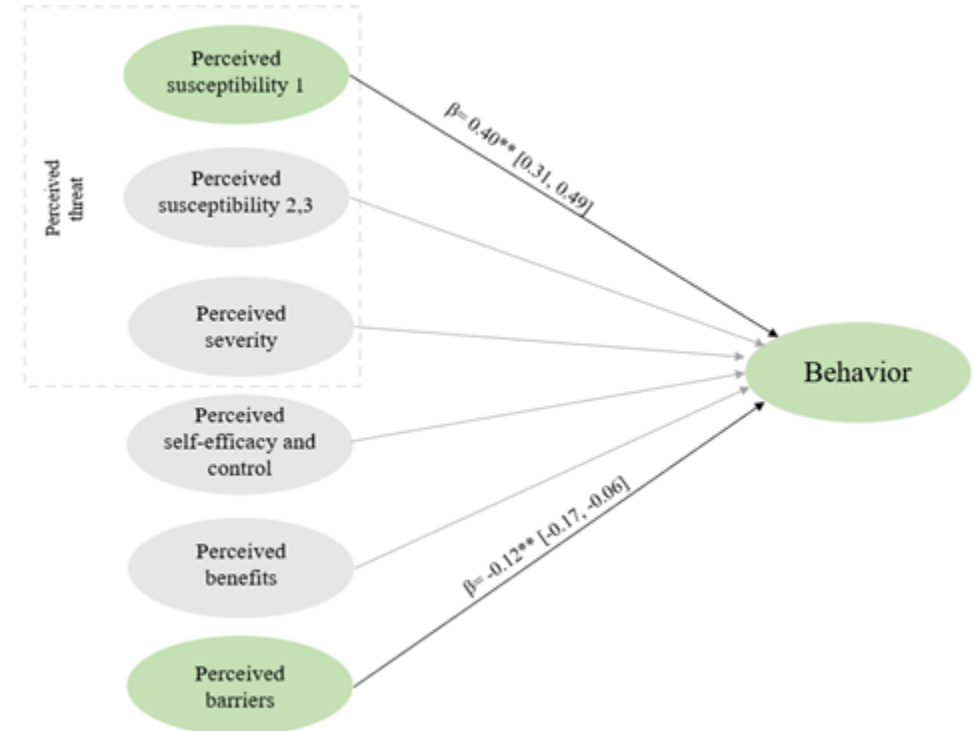 Perceived
susceptibility 1
β= 0.40** [0.31, 0.49]
Perceived
threat
Perceived
susceptibility 2,3
Perceived
severity
Behavior
Perceived
self-efficacy and
control
β= -0.12** [-0.17, -0.06]
Perceived
benefits
Perceived
barriers